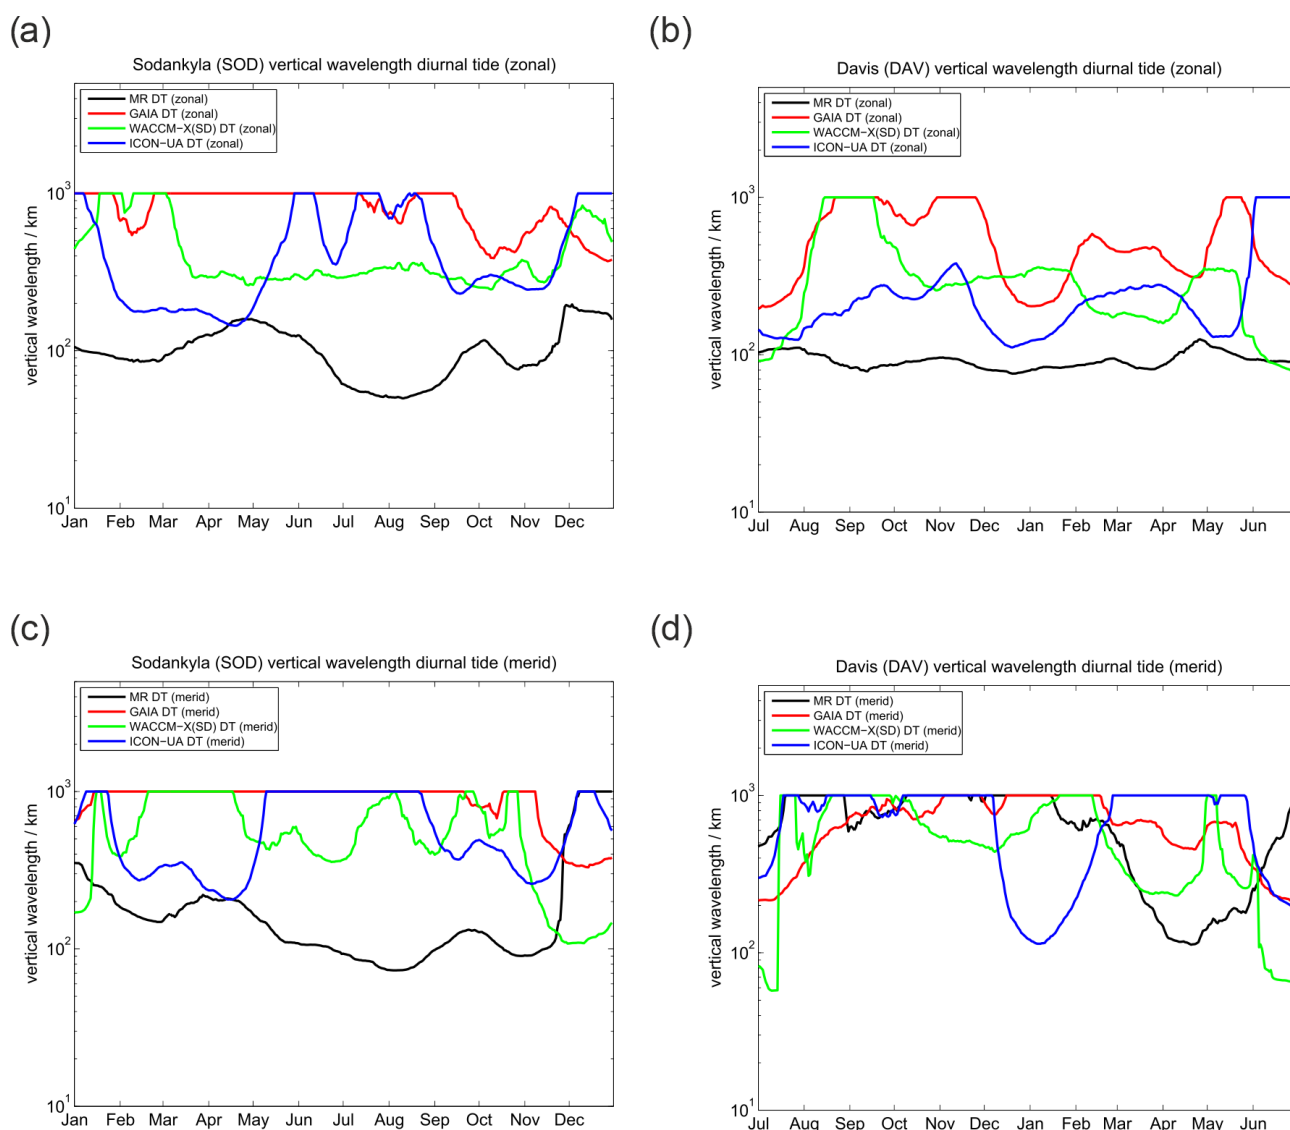 (a)
Sodankyla (SOD) vertical wavelength diurnal tide (zonal)
MR DT (zonal)
GAIA DT (zonal)
WACCM-X(SD) DT (zonal)
ICON-UA DT (zonal)
vertical wavelength / km
10^3
10^2
10^1
Jan Feb Mar Apr May Jun Jul Aug Sep Oct Nov Dec
(b)
Davis (DAV) vertical wavelength diurnal tide (zonal)
MR DT (zonal)
GAIA DT (zonal)
WACCM-X(SD) DT (zonal)
ICON-UA DT (zonal)
vertical wavelength / km
10^3
10^2
10^1
Jul Aug Sep Oct Nov Dec Jan Feb Mar Apr May Jun
(c)
Sodankyla (SOD) vertical wavelength diurnal tide (merid)
MR DT (merid)
GAIA DT (merid)
WACCM-X(SD) DT (merid)
ICON-UA DT (merid)
vertical wavelength / km
10^3
10^2
10^1
Jan Feb Mar Apr May Jun Jul Aug Sep Oct Nov Dec
(d)
Davis (DAV) vertical wavelength diurnal tide (merid)
MR DT (merid)
GAIA DT (merid)
WACCM-X(SD) DT (merid)
ICON-UA DT (merid)
vertical wavelength / km
10^3
10^2
10^1
Jul Aug Sep Oct Nov Dec Jan Feb Mar Apr May Jun